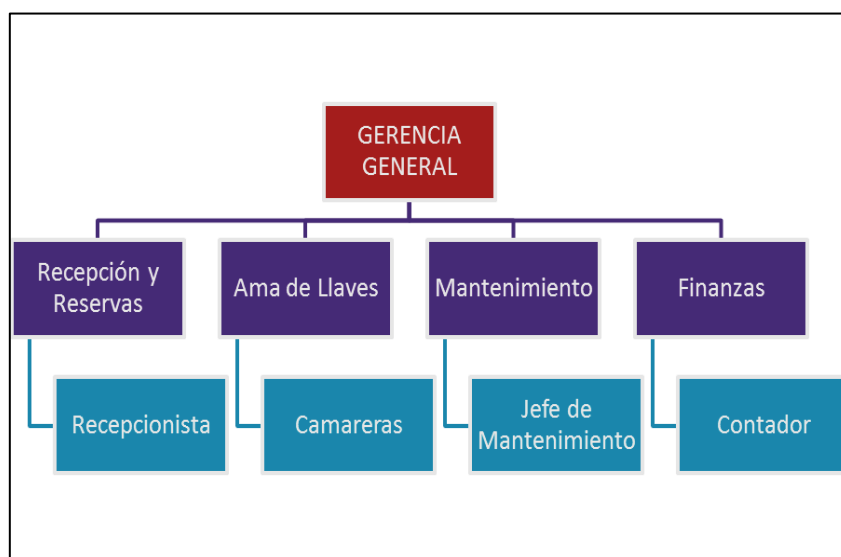 GERENCIA
GENERAL
Recepción y
Reservas
Ama de Llaves
Mantenimiento
Finanzas
Recepcionista
Camareras
Jefe de
Mantenimiento
Contador